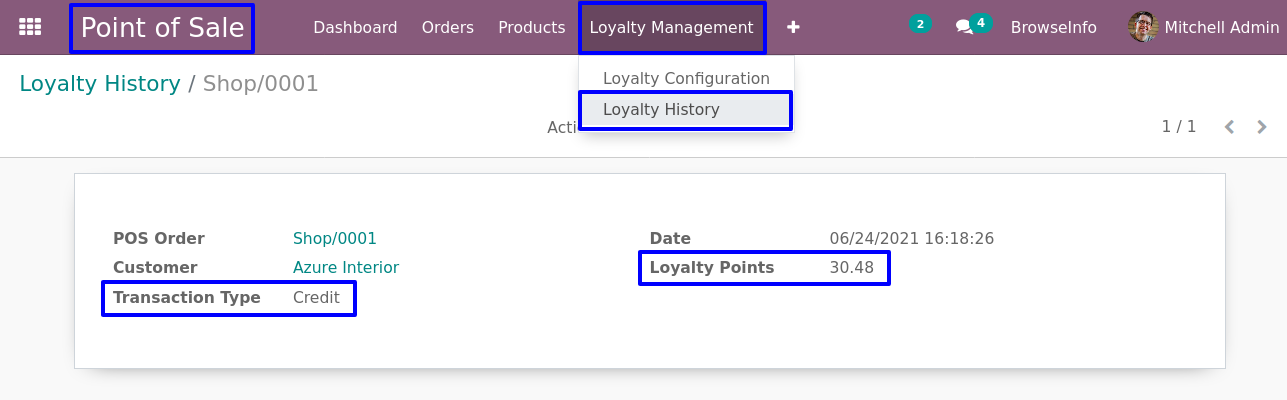 Point of Sale Dashboard Orders Products Loyalty Management 2 4 BrowseInfo Mitchell Admin
Loyalty History / Shop/0001
Loyalty Configuration
Loyalty History
1 / 1
POS Order Shop/0001 Date 06/24/2021 16:18:26
Customer Azure Interior Loyalty Points 30.48
Transaction Type Credit